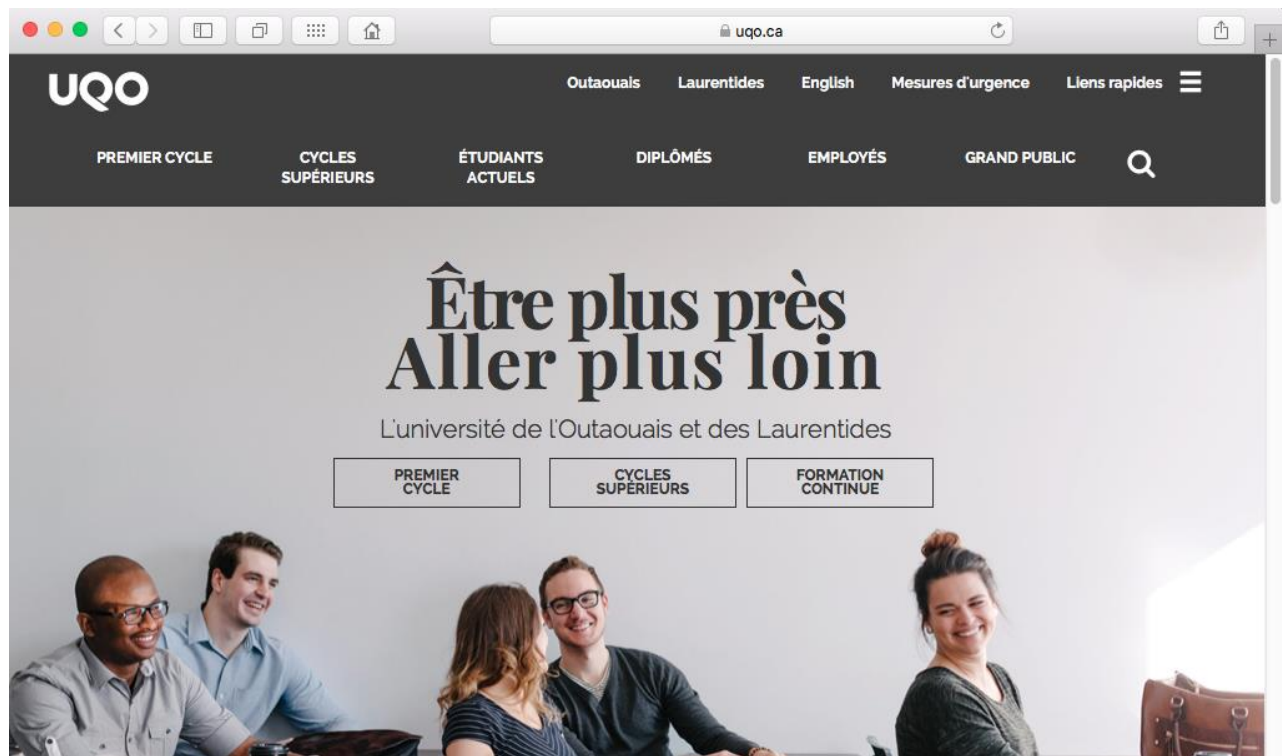 uqo.ca
UQO
Outaouais Laurentides English Mesures d'urgence Liens rapides
PREMIER CYCLE
CYCLES
SUPÉRIEURS
ÉTUDIANTS
ACTUELS
DIPLÔMÉS
EMPLOYÉS
GRAND PUBLIC
Être plus près
Aller plus loin
L'université de l'Outaouais et des Laurentides
PREMIER
CYCLE
CYCLES
SUPÉRIEURS
FORMATION
CONTINUE